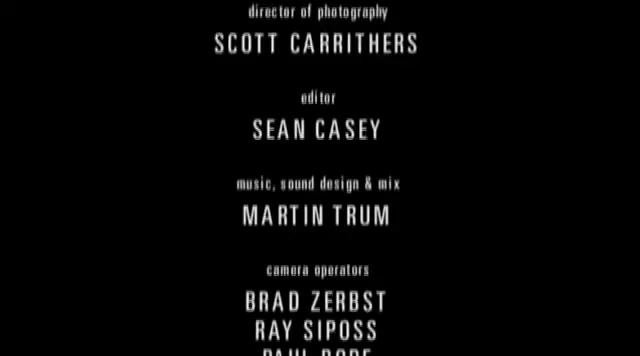 director of photography
SCOTT CARRITHERS
editor
SEAN CASEY
music, sound design & mix
MARTIN TRUM
camera operators
BRAD ZERBST
RAY SIPOSS
PAUL